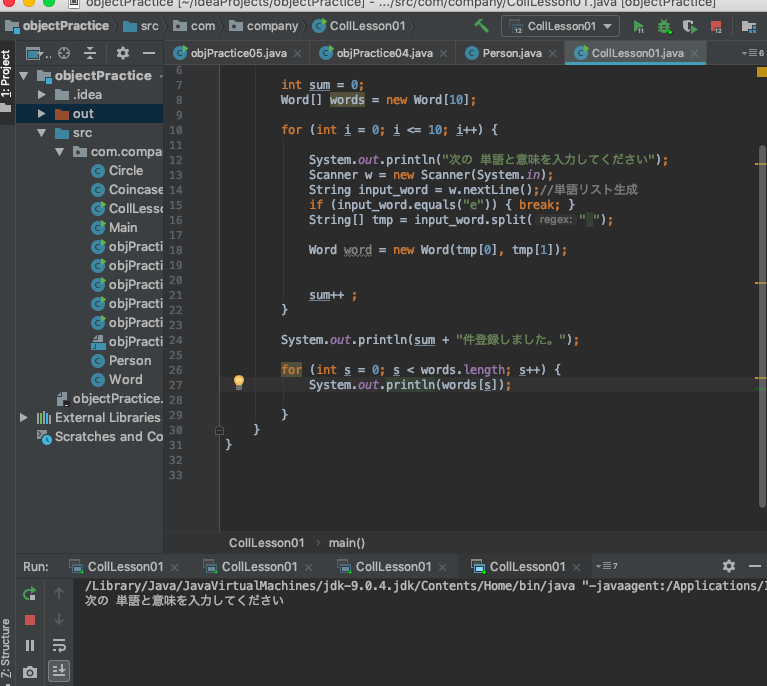 objectPractice [~/IdeaProjects/objectPractice] - .../src/com/company/CollLesson01.java [objectPractice]
objectPractice src com company CollLesson01 CollLesson01
1: Project
objPractice05.java objPractice04.java Person.java CollLesson01.java 6
objectPractice
.idea
out
src
com.compa
Circle
Coincase
CollLess
Main
objPracti
objPracti
objPracti
objPracti
objPracti
objPracti
Person
Word
objectPractice.
External Libraries
Scratches and Co
6
7 int sum = 0;
8 Word[] words = new Word[10];
9
10 for (int i = 0; i <= 10; i++) {
11
12 System.out.println("次の 単語と意味を入力してください");
13 Scanner w = new Scanner(System.in);
14 String input_word = w.nextLine();//単語リスト生成
15 if (input_word.equals("e")) { break; }
16 String[] tmp = input_word.split( regex: " ");
17
18 Word word = new Word(tmp[0], tmp[1]);
19
20
21 sum++ ;
22 }
23
24 System.out.println(sum + "件登録しました。");
25
26 for (int s = 0; s < words.length; s++) {
27 System.out.println(words[s]);
28
29 }
30 }
31 }
32
33
CollLesson01 main()
Run: CollLesson01 CollLesson01 CollLesson01 CollLesson01 7
/Library/Java/JavaVirtualMachines/jdk-9.0.4.jdk/Contents/Home/bin/java "-javaagent:/Applications/
次の 単語と意味を入力してください
Z: Structure